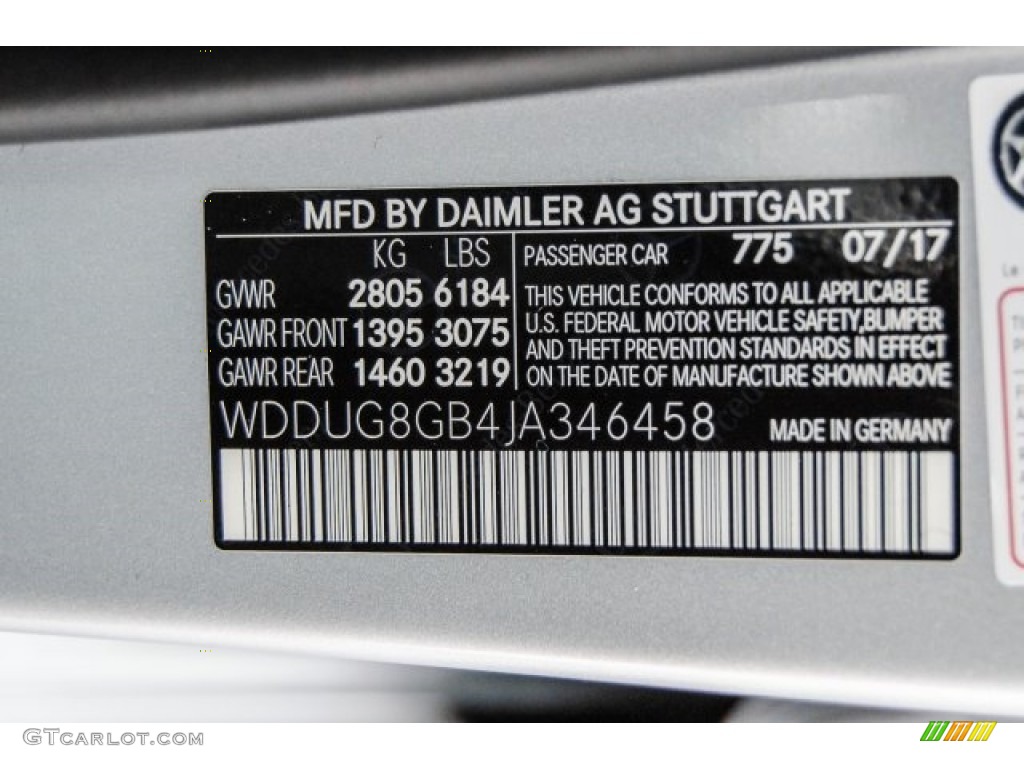 MFD BY DAIMLER AG STUTTGART
KG LBS
GVWR 2805 6184
GAWR FRONT 1395 3075
GAWR REAR 1460 3219
PASSENGER CAR 775 07/17
THIS VEHICLE CONFORMS TO ALL APPLICABLE
U.S. FEDERAL MOTOR VEHICLE SAFETY,BUMPER
AND THEFT PREVENTION STANDARDS IN EFFECT
ON THE DATE OF MANUFACTURE SHOWN ABOVE
WDDUG8GB4JA346458 MADE IN GERMANY
GTCARLOT.COM